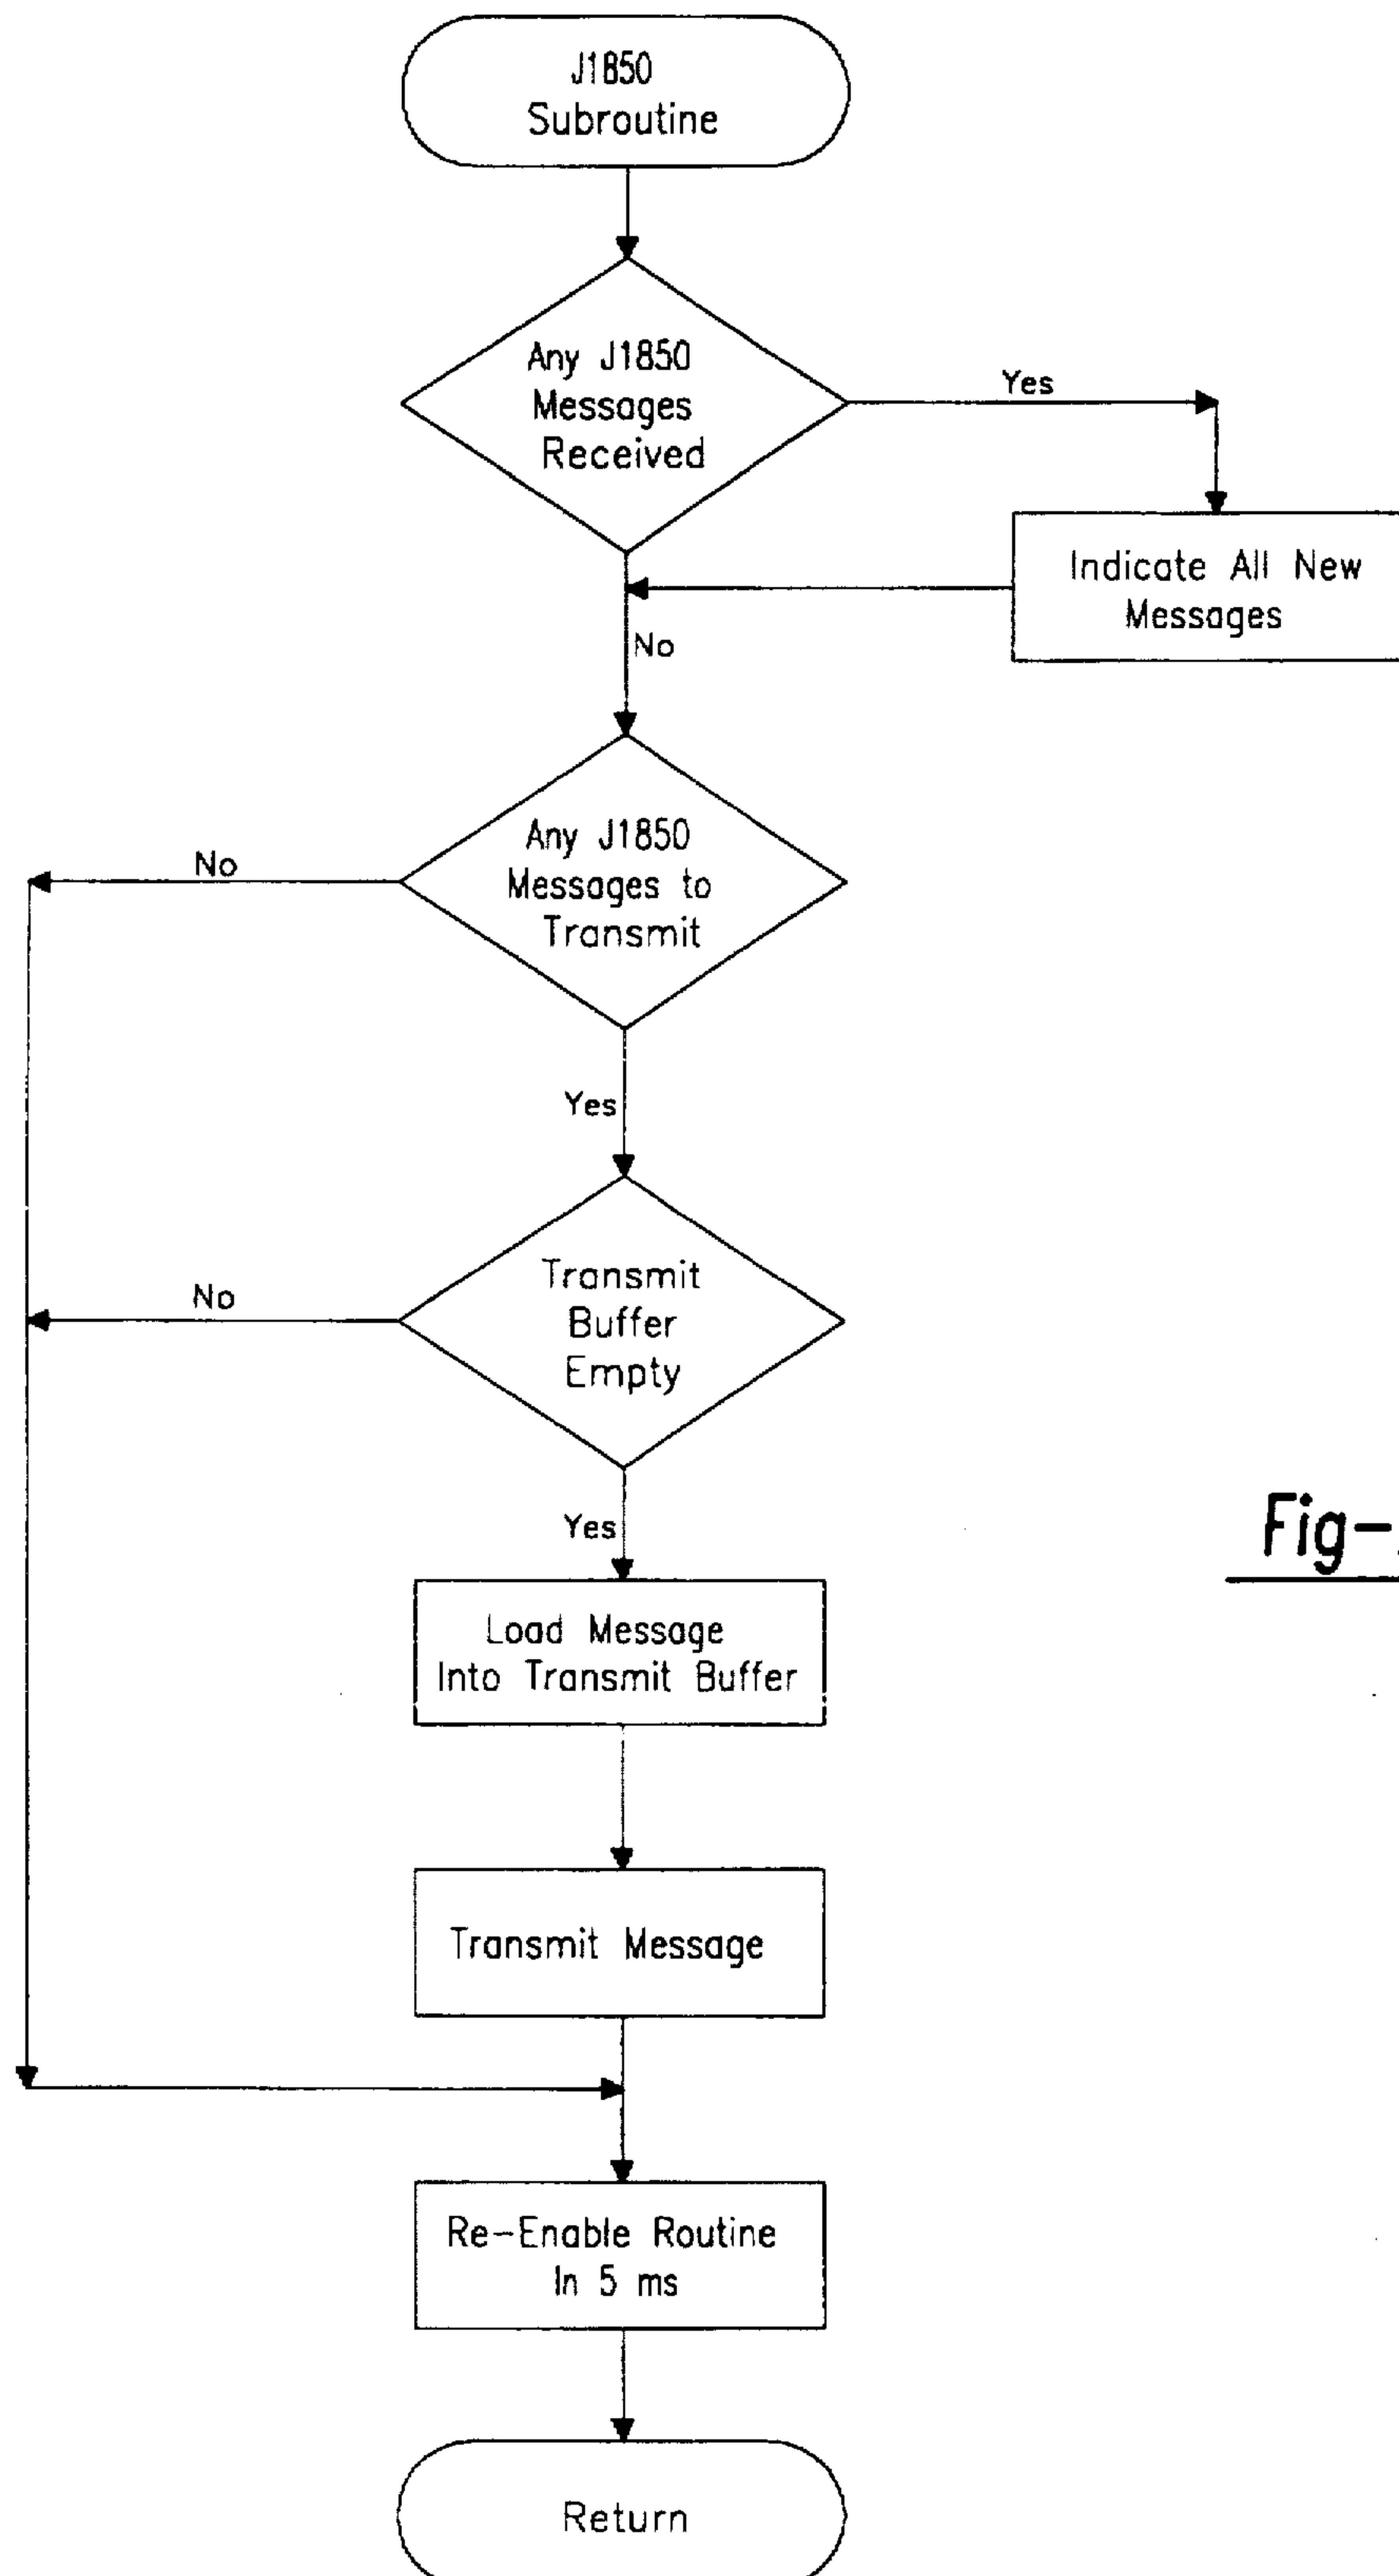 J1850
Subroutine
Any J1850
Messages
Received
Yes
Indicate All New
Messages
No
Any J1850
Messages to
Transmit
No
Yes
Transmit
Buffer
Empty
No
Yes
Fig-
Load Message
Into Transmit Buffer
Transmit Message
Re-Enable Routine
In 5 ms
Return